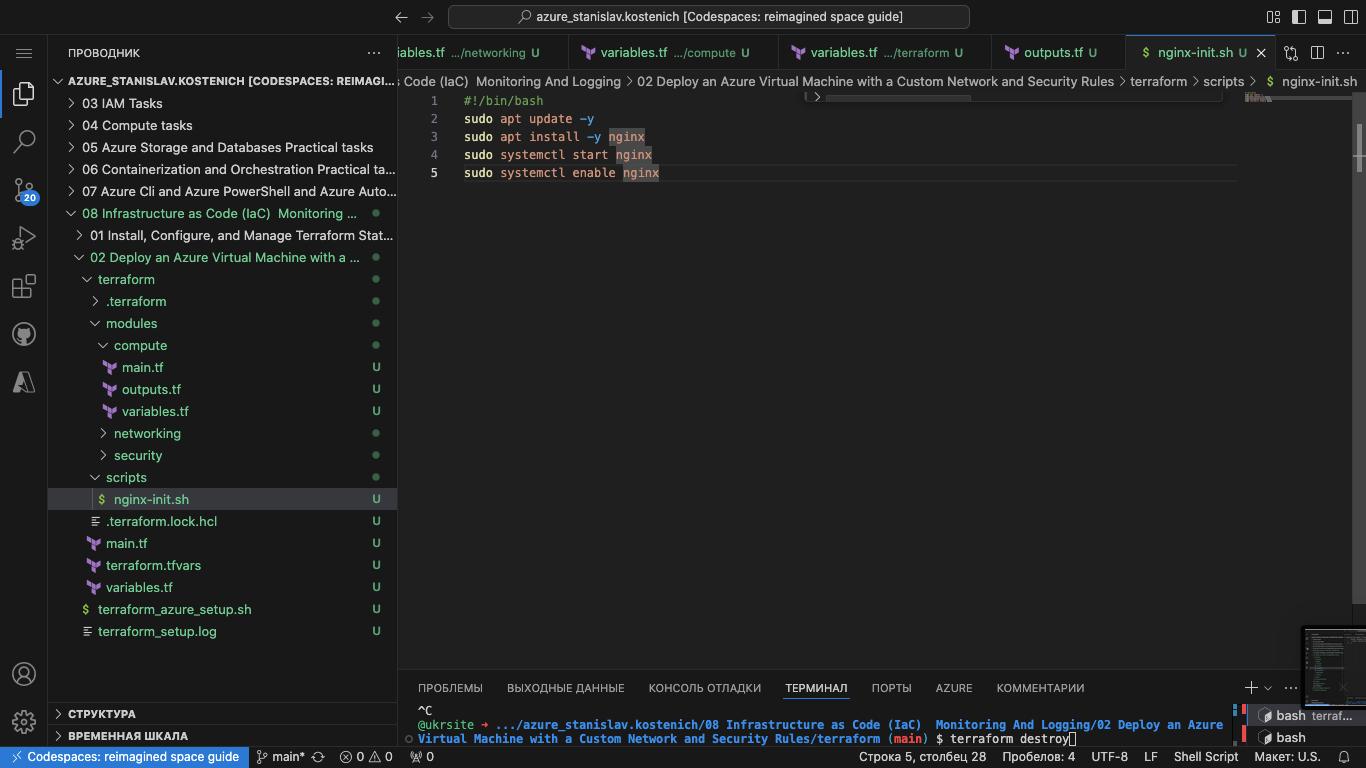 azure_stanislav.kostenich [Codespaces: reimagined space guide]
ПРОВОДНИК
AZURE_STANISLAV.KOSTENICH [CODESPACES: REIMAGI...
03 IAM Tasks
04 Compute tasks
05 Azure Storage and Databases Practical tasks
06 Containerization and Orchestration Practical ta...
07 Azure Cli and Azure PowerShell and Azure Auto...
08 Infrastructure as Code (IaC)  Monitoring ...
01 Install, Configure, and Manage Terraform Stat...
02 Deploy an Azure Virtual Machine with a ...
terraform
.terraform
modules
compute
main.tf U
outputs.tf U
variables.tf U
networking
security
scripts
$ nginx-init.sh U
.terraform.lock.hcl U
main.tf U
terraform.tfvars U
variables.tf U
$ terraform_azure_setup.sh U
terraform_setup.log U
СТРУКТУРА
ВРЕМЕННАЯ ШКАЛА
20
iables.tf .../networking U variables.tf .../compute U variables.tf .../terraform U outputs.tf U $ nginx-init.sh U
s Code (IaC)  Monitoring And Logging > 02 Deploy an Azure Virtual Machine with a Custom Network and Security Rules > terraform > scripts > $ nginx-init.sh
1 #!/bin/bash
2 sudo apt update -y
3 sudo apt install -y nginx
4 sudo systemctl start nginx
5 sudo systemctl enable nginx
ПРОБЛЕМЫ ВЫХОДНЫЕ ДАННЫЕ КОНСОЛЬ ОТЛАДКИ ТЕРМИНАЛ ПОРТЫ AZURE КОММЕНТАРИИ
^C
@ukrsite ➜ .../azure_stanislav.kostenich/08 Infrastructure as Code (IaC)  Monitoring And Logging/02 Deploy an Azure
Virtual Machine with a Custom Network and Security Rules/terraform (main) $ terraform destroy
bash terraf...
bash
Codespaces: reimagined space guide main* 0 0 0 Строка 5, столбец 28 Пробелов: 4 UTF-8 LF Shell Script Макет: U.S.